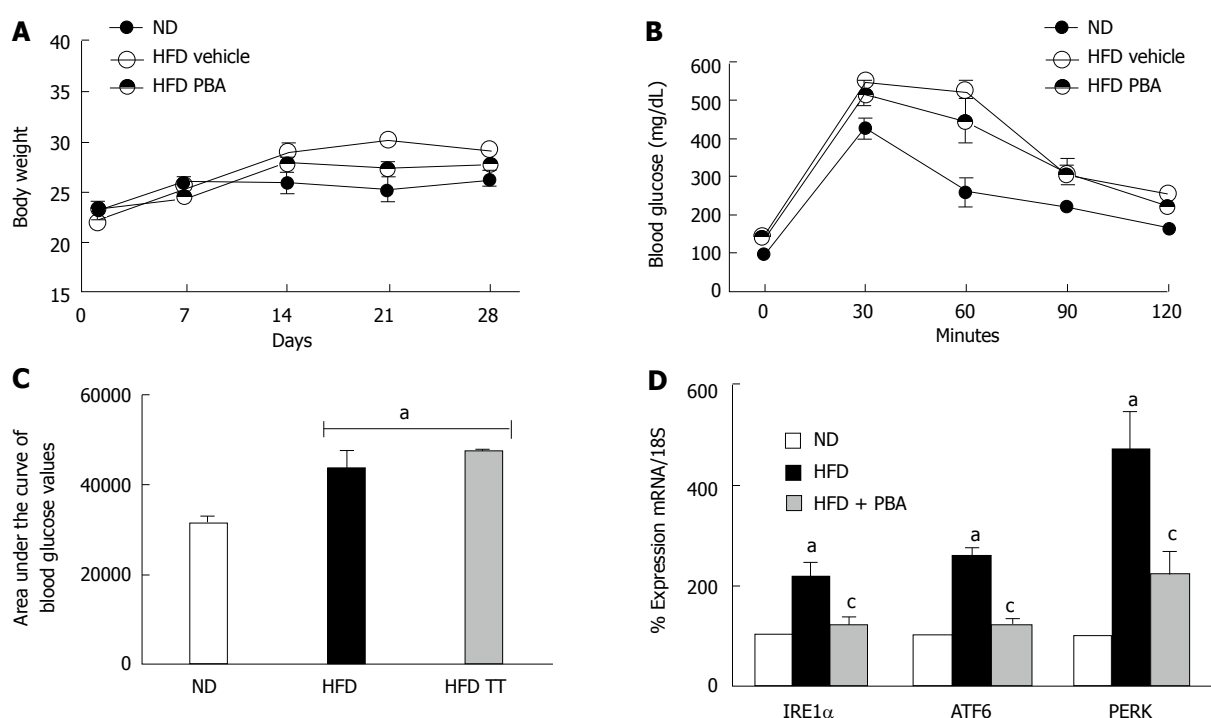 A
ND
HFD vehicle
HFD PBA
40
35
30
25
20
15
Body weight
0 7 14 21 28
Days
B
ND
HFD vehicle
HFD PBA
600
500
400
300
200
100
0
Blood glucose (mg/dL)
0 30 60 90 120
Minutes
C
60000
40000
20000
0
Area under the curve of
blood glucose values
a
ND HFD HFD TT
D
600
400
200
0
% Expression mRNA/18S
ND
HFD
HFD + PBA
a
c
a
c
a
c
IRE1α ATF6 PERK